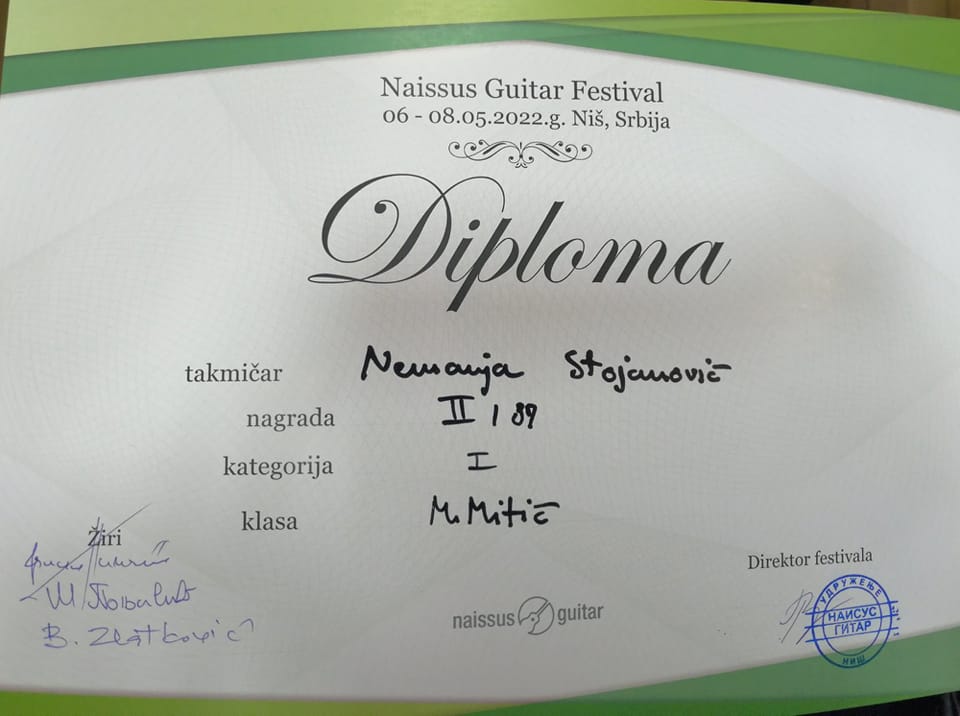 Naissus Guitar Festival
06 - 08.05.2022.g. Niš, Srbija
Diploma
takmičar Nemanja Stojanović
nagrada II / 89
kategorija I
klasa M. Mitić
Žiri
B. Zlatković
Direktor festivala
naissus guitar
УДРУЖЕЊЕ
НАИСУС
ГИТАР
НИШ